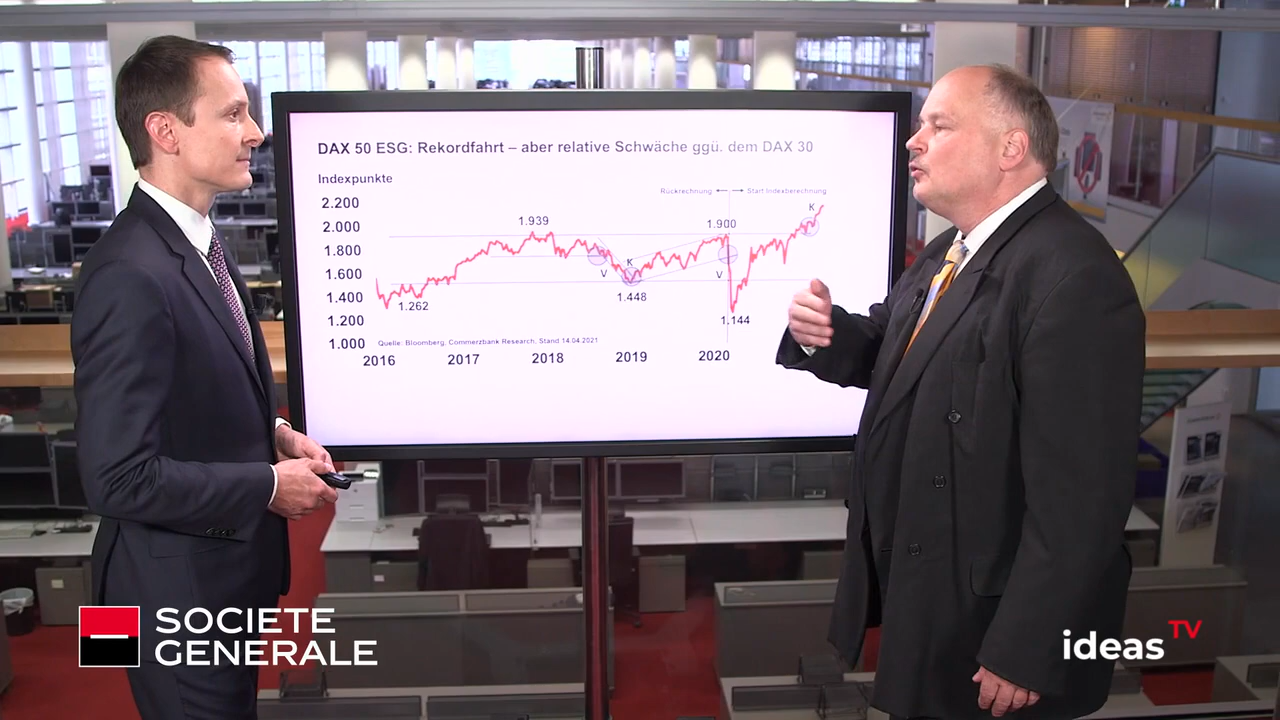 DAX 50 ESG: Rekordfahrt – aber relative Schwäche ggü. dem DAX 30
Indexpunkte
Rückrechnung
Start Indexberechnung
2.200
2.000
1.800
1.600
1.400
1.200
1.000
1.939
1.900
K
K
V
V
1.262
1.448
1.144
Quelle: Bloomberg, Commerzbank Research, Stand 14.04.2021
2016 2017 2018 2019 2020
SOCIETE
GENERALE
ideasTV